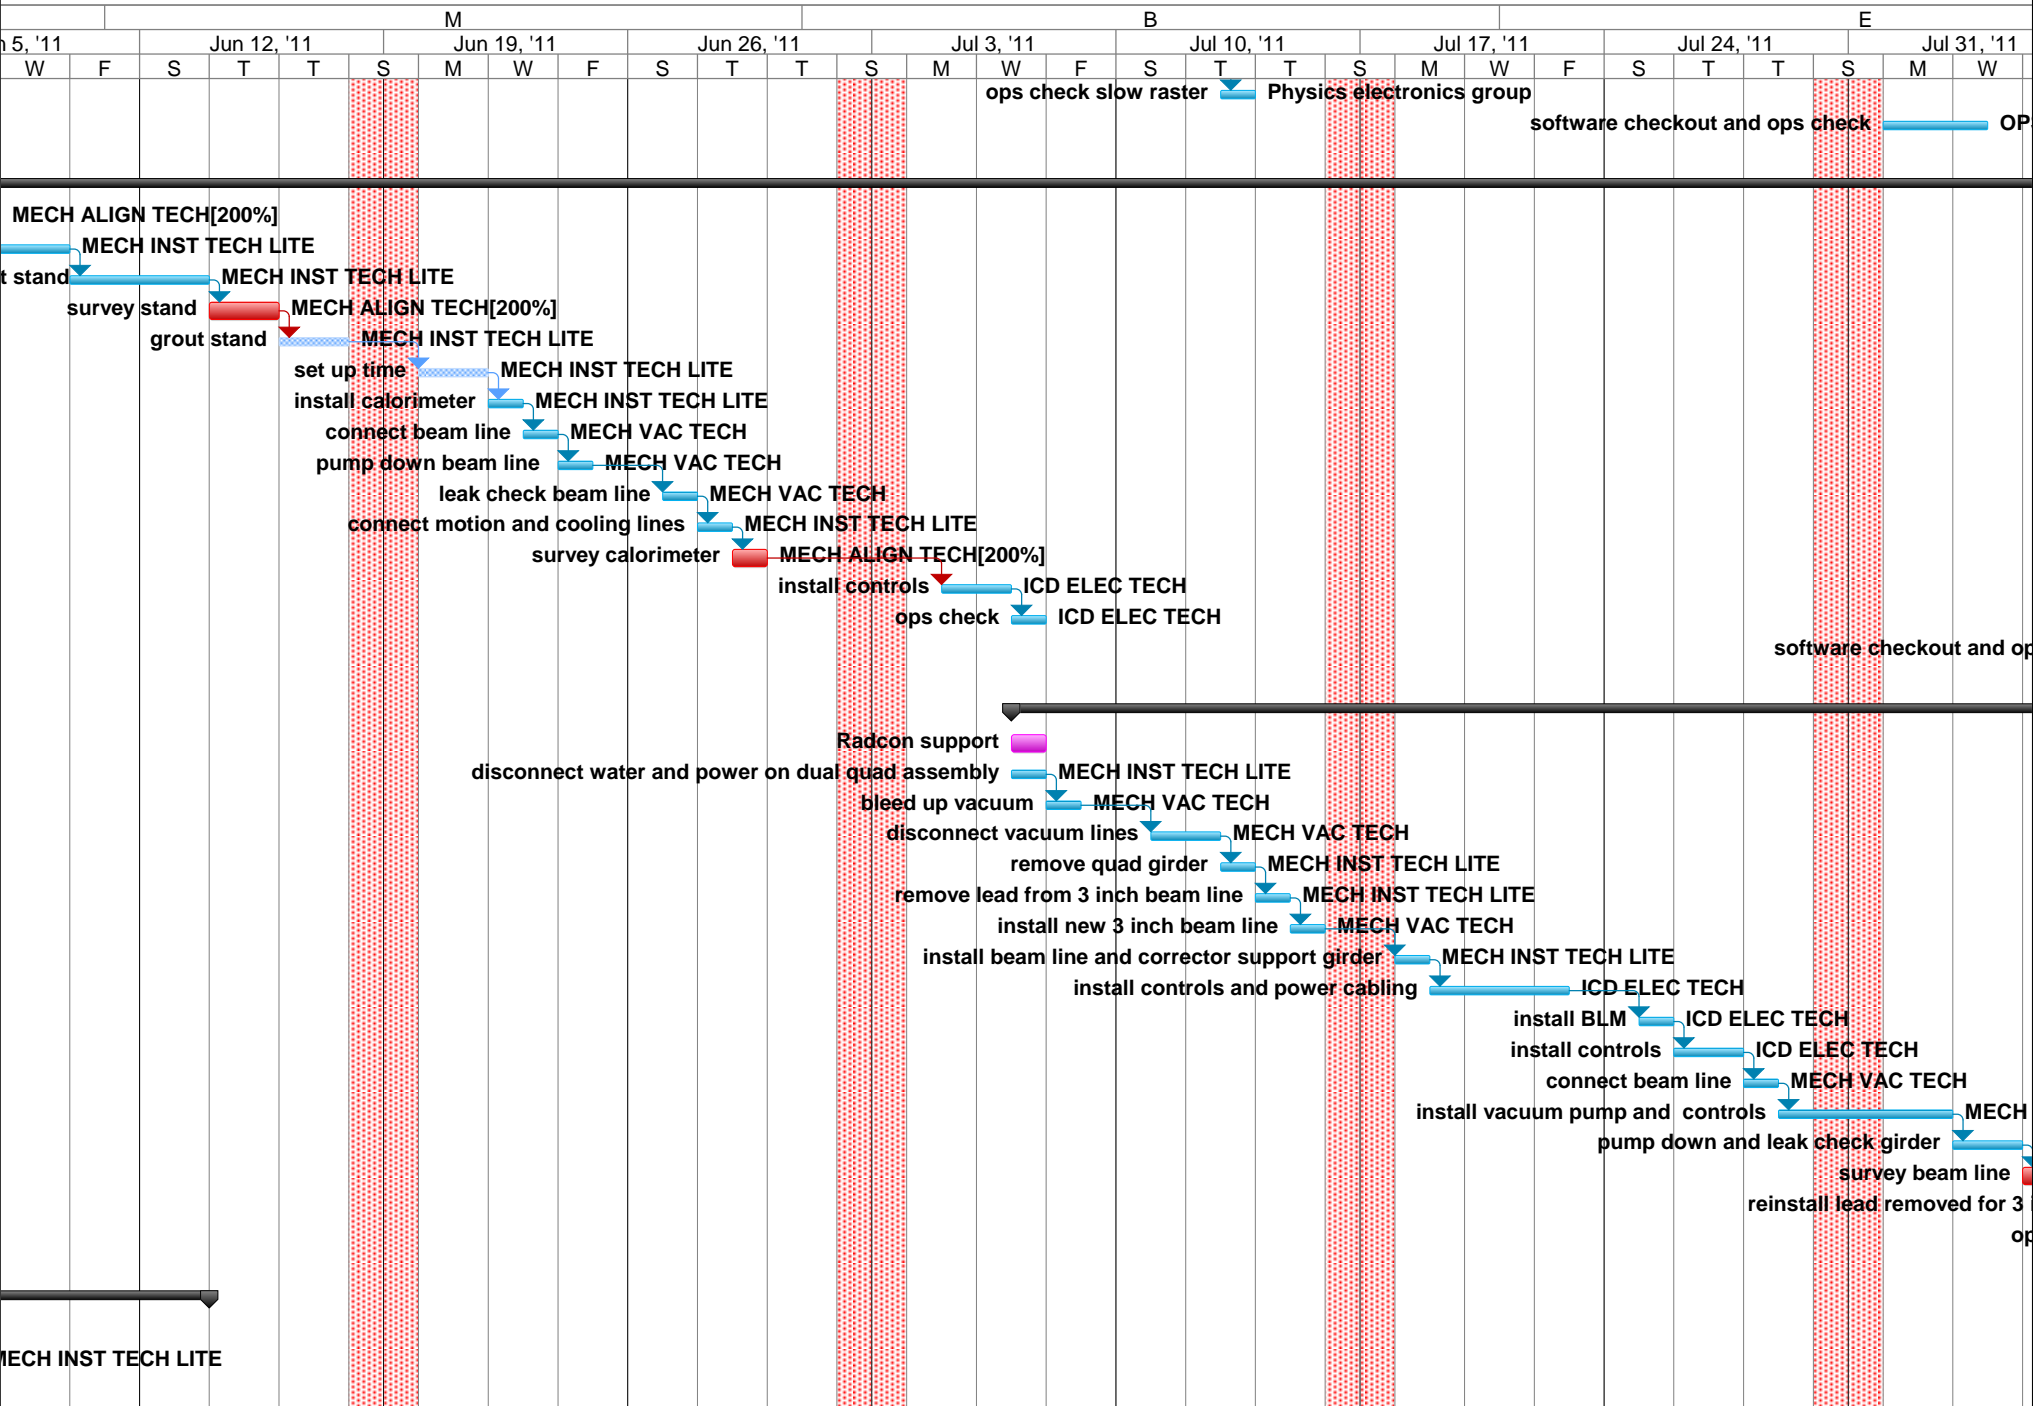 M B E
5, '11 Jun 12, '11 Jun 19, '11 Jun 26, '11 Jul 3, '11 Jul 10, '11 Jul 17, '11 Jul 24, '11 Jul 31, '11
W F S T T S M W F S T T S M W F S T T S M W F S T T S M W
ops check slow raster Physics electronics group
software checkout and ops check OP
MECH ALIGN TECH[200%]
MECH INST TECH LITE
t stand MECH INST TECH LITE
survey stand MECH ALIGN TECH[200%]
grout stand MECH INST TECH LITE
set up time MECH INST TECH LITE
install calorimeter MECH INST TECH LITE
connect beam line MECH VAC TECH
pump down beam line MECH VAC TECH
leak check beam line MECH VAC TECH
connect motion and cooling lines MECH INST TECH LITE
survey calorimeter MECH ALIGN TECH[200%]
install controls ICD ELEC TECH
ops check ICD ELEC TECH
software checkout and op
Radcon support
disconnect water and power on dual quad assembly MECH INST TECH LITE
bleed up vacuum MECH VAC TECH
disconnect vacuum lines MECH VAC TECH
remove quad girder MECH INST TECH LITE
remove lead from 3 inch beam line MECH INST TECH LITE
install new 3 inch beam line MECH VAC TECH
install beam line and corrector support girder MECH INST TECH LITE
install controls and power cabling ICD ELEC TECH
install BLM ICD ELEC TECH
install controls ICD ELEC TECH
connect beam line MECH VAC TECH
install vacuum pump and controls MECH
pump down and leak check girder
survey beam line
reinstall lead removed for 3 i
op
MECH INST TECH LITE